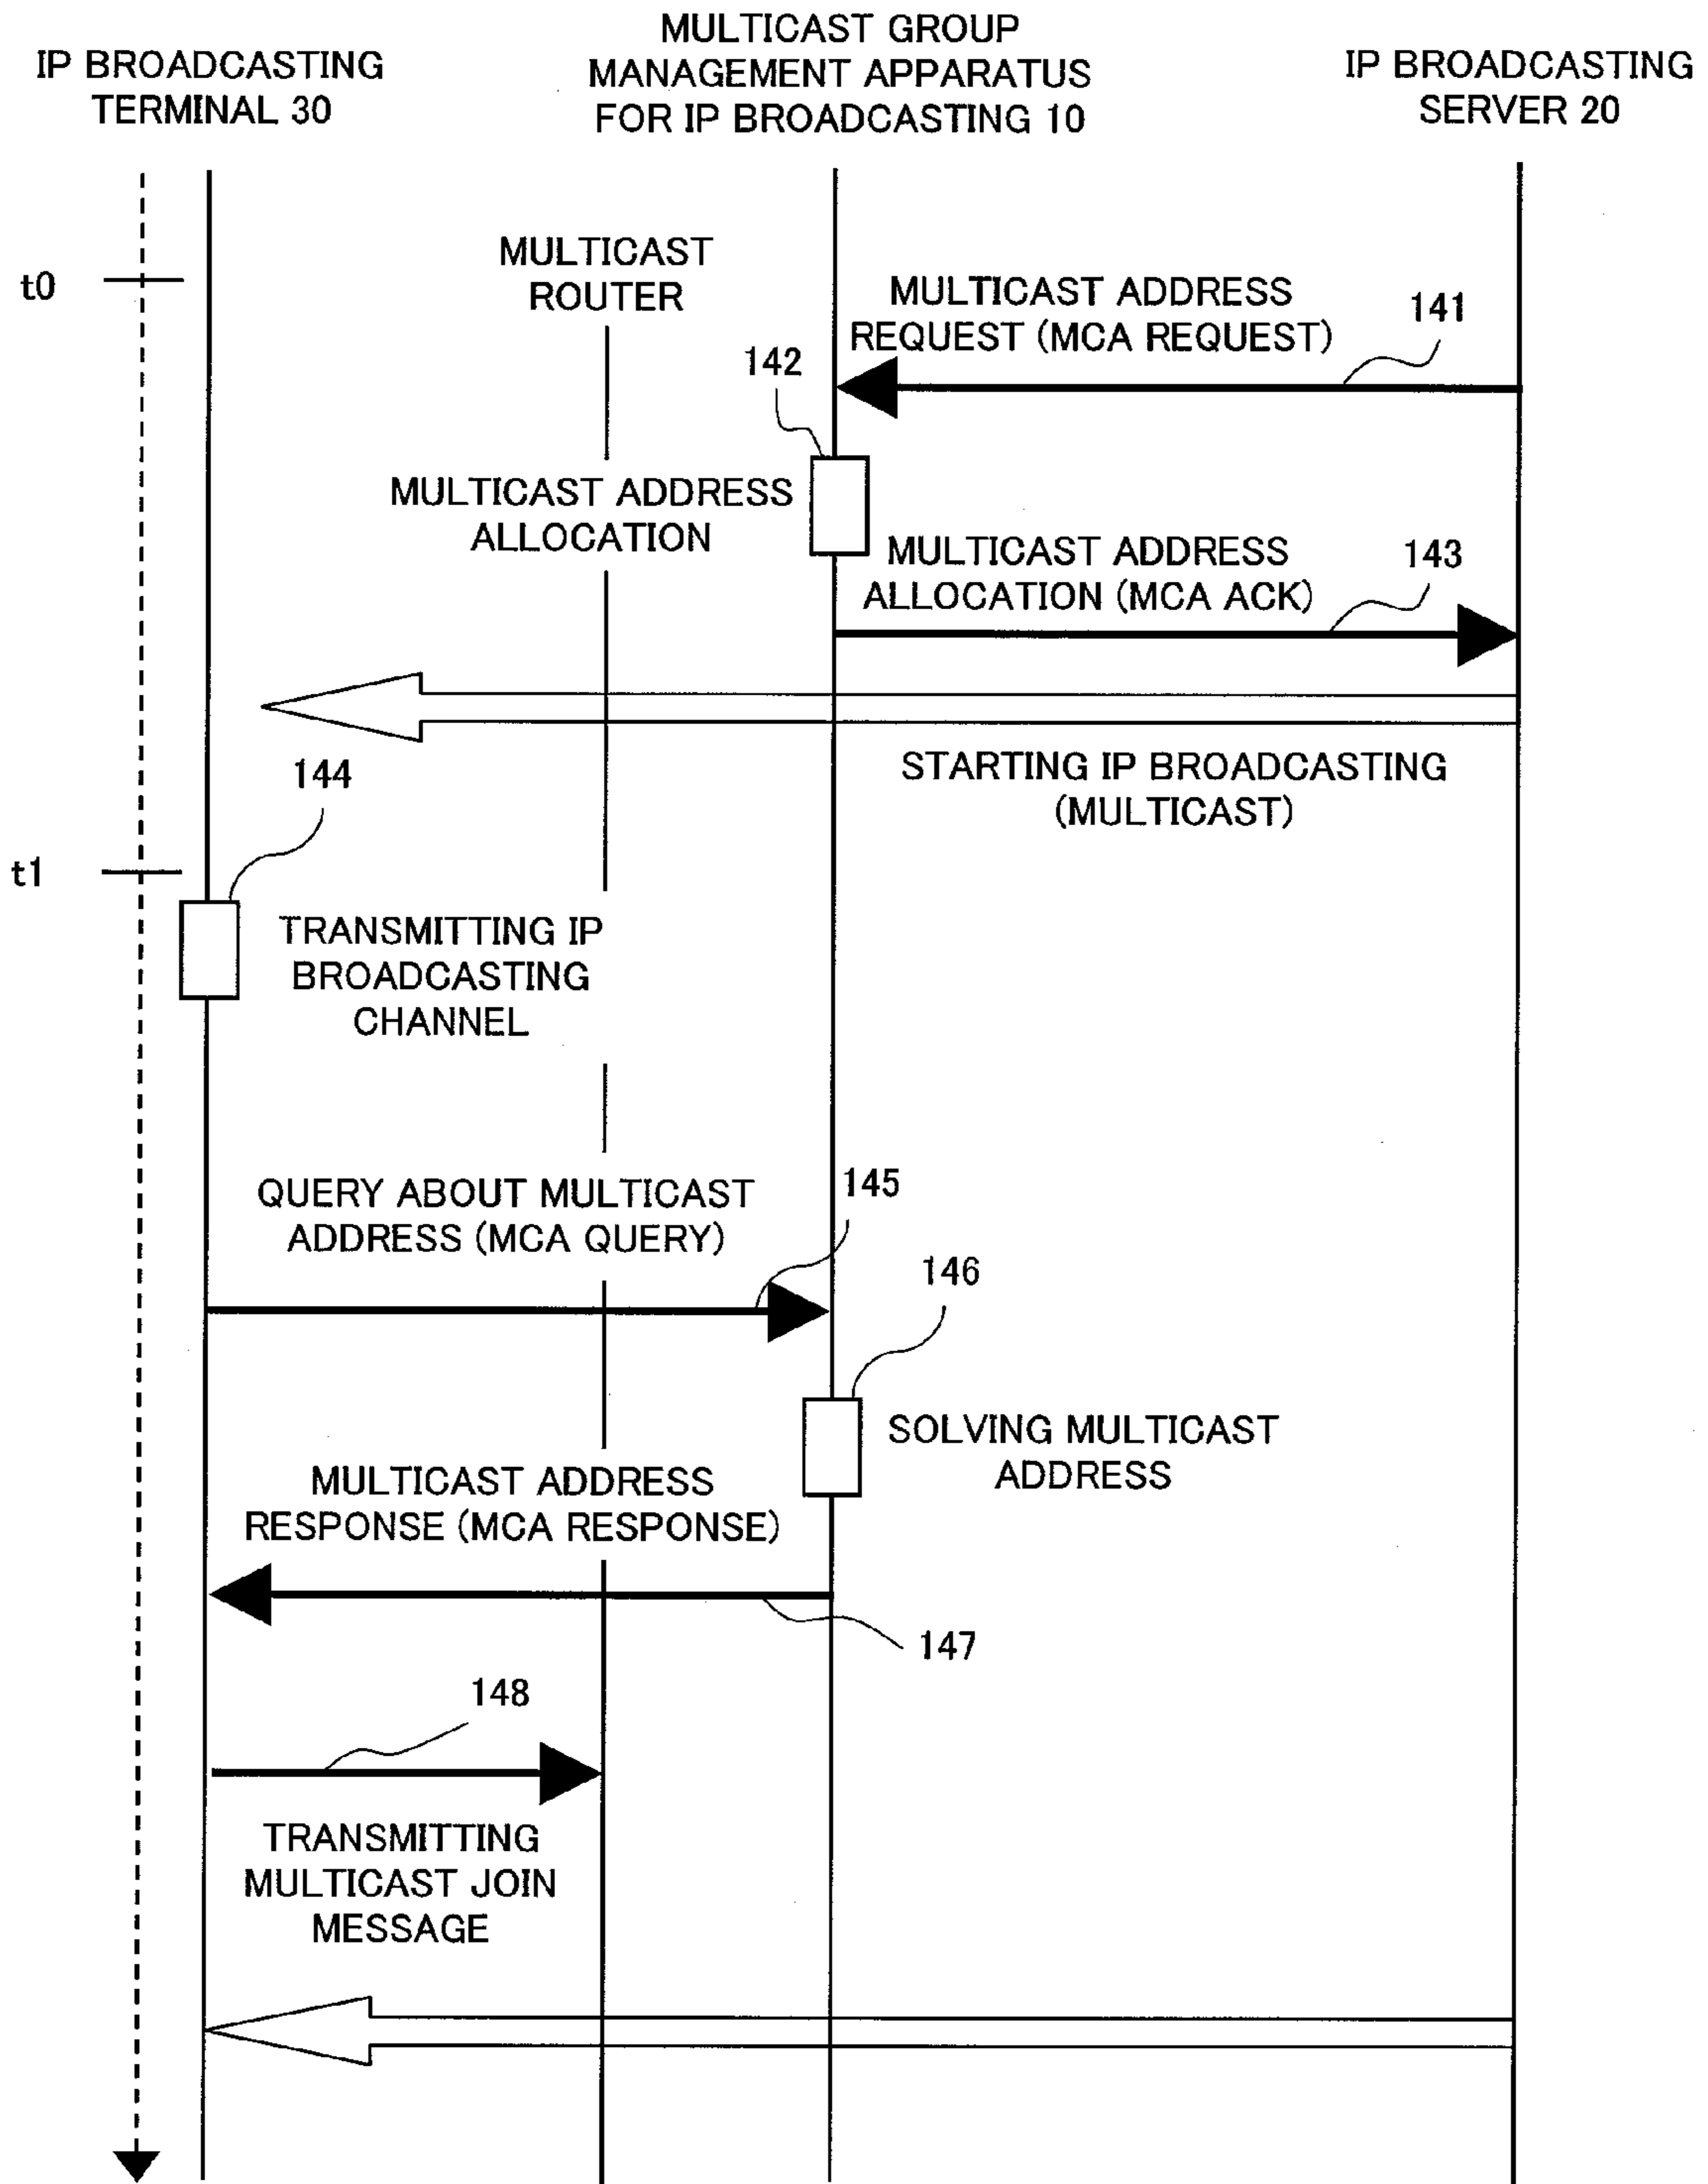 IP BROADCASTING
TERMINAL 30
MULTICAST GROUP
MANAGEMENT APPARATUS
FOR IP BROADCASTING 10
IP BROADCASTING
SERVER 20
t0
MULTICAST
ROUTER
MULTICAST ADDRESS
REQUEST (MCA REQUEST)
141
142
MULTICAST ADDRESS
ALLOCATION
MULTICAST ADDRESS
ALLOCATION (MCA ACK)
143
STARTING IP BROADCASTING
(MULTICAST)
144
t1
TRANSMITTING IP
BROADCASTING
CHANNEL
QUERY ABOUT MULTICAST
ADDRESS (MCA QUERY)
145
146
SOLVING MULTICAST
ADDRESS
MULTICAST ADDRESS
RESPONSE (MCA RESPONSE)
147
148
TRANSMITTING
MULTICAST JOIN
MESSAGE